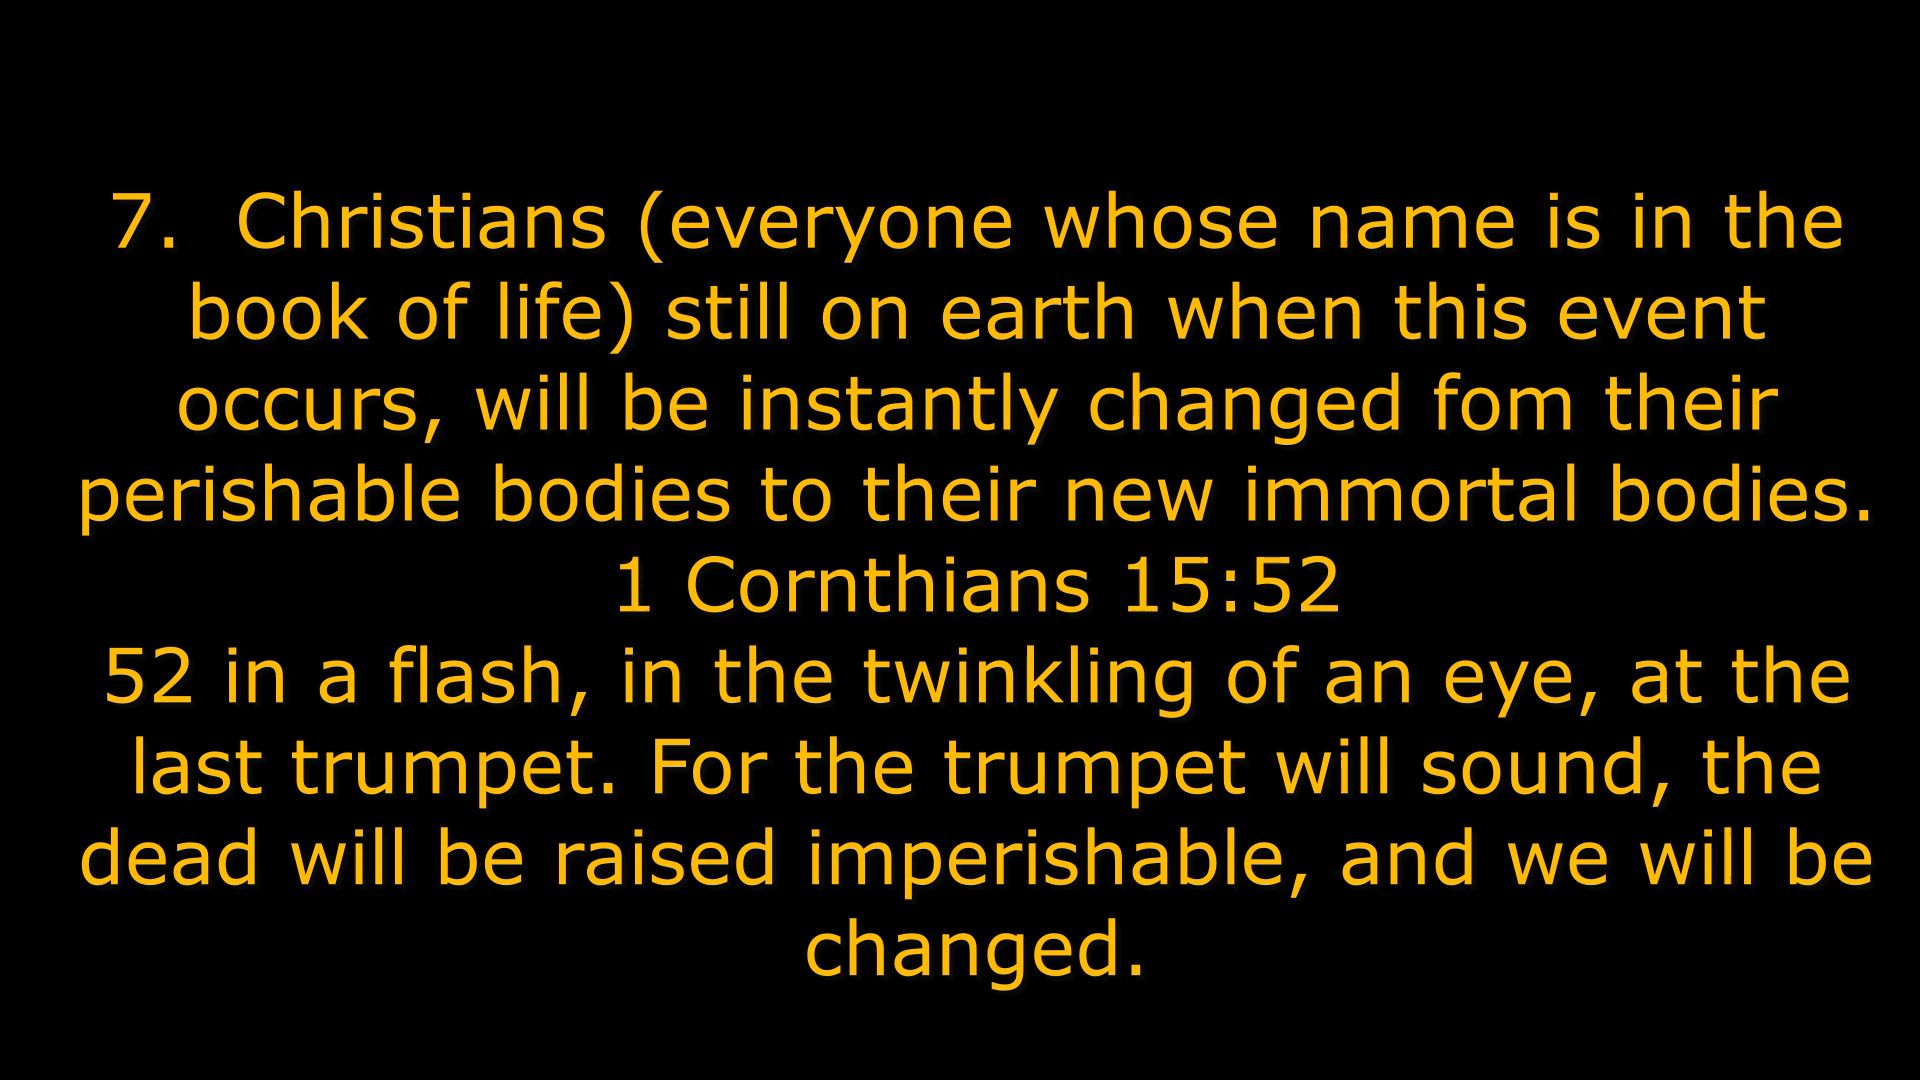 7.  Christians (everyone whose name is in the
book of life) still on earth when this event
occurs, will be instantly changed fom their
perishable bodies to their new immortal bodies.
1 Cornthians 15:52
52 in a flash, in the twinkling of an eye, at the
last trumpet. For the trumpet will sound, the
dead will be raised imperishable, and we will be
changed.